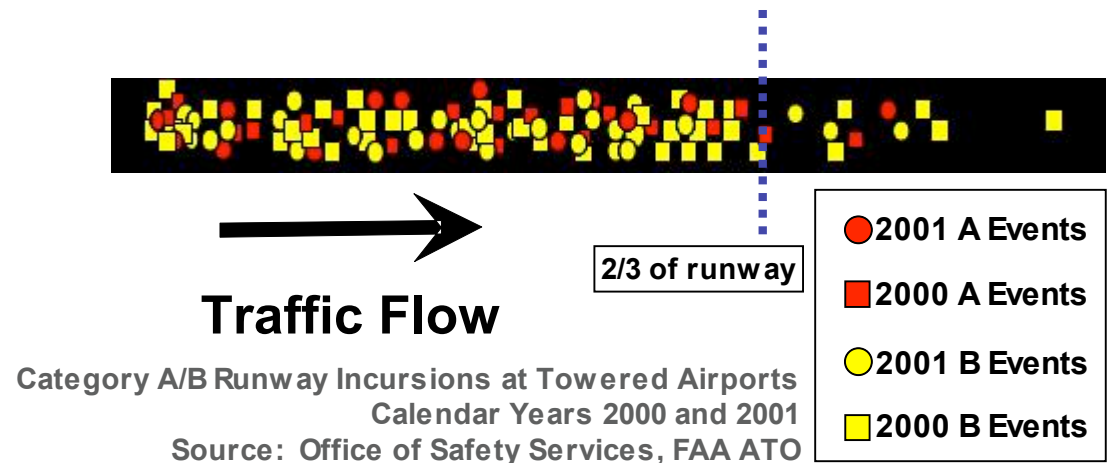 2/3 of runway
Traffic Flow
Category A/B Runway Incursions at Towered Airports
Calendar Years 2000 and 2001
Source: Office of Safety Services, FAA ATO
2001 A Events
2000 A Events
2001 B Events
2000 B Events